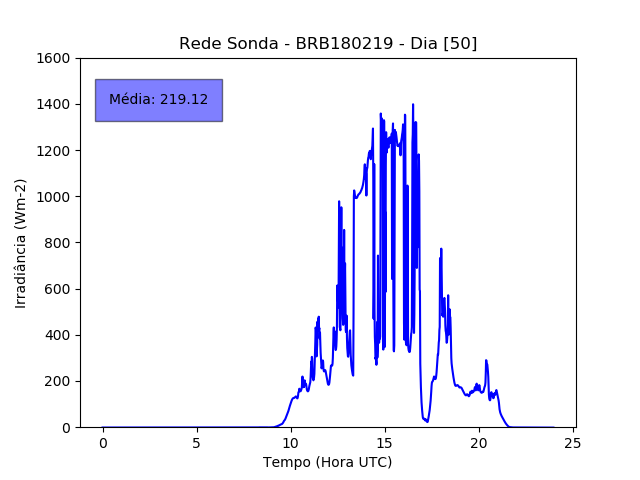 Rede Sonda - BRB180219 - Dia [50]
Média: 219.12
Irradiância (Wm-2)
1600
1400
1200
1000
800
600
400
200
0
0 5 10 15 20 25
Tempo (Hora UTC)